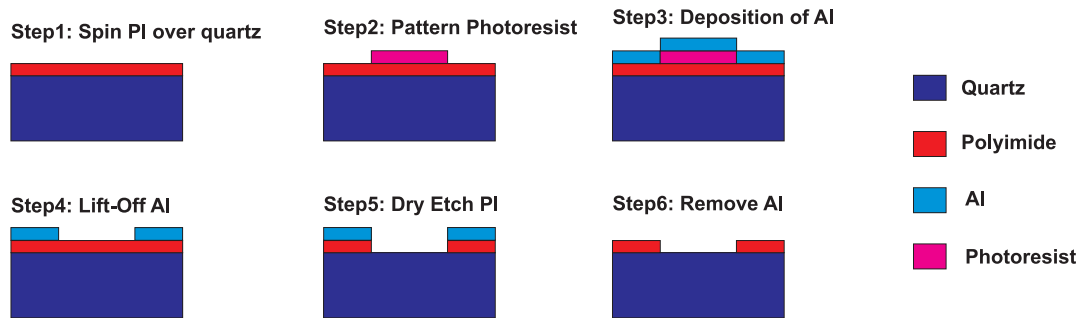 Step1: Spin PI over quartz
Step2: Pattern Photoresist
Step3: Deposition of Al
Step4: Lift-Off Al
Step5: Dry Etch PI
Step6: Remove Al
Quartz
Polyimide
Al
Photoresist